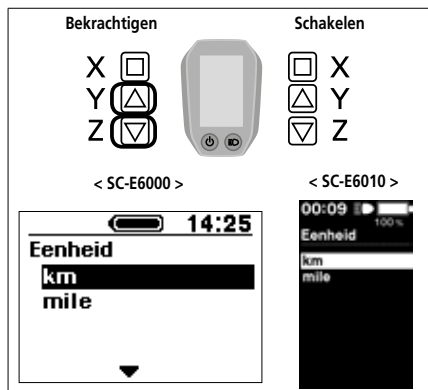 Bekrachtigen Schakelen
X X
Y Y
Z Z
< SC-E6000 > < SC-E6010 >
14:25
Eenheid
km
mile
00:09
100%
Eenheid
km
mile